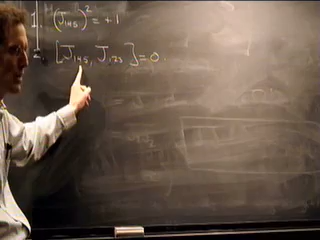 1 (J₁₄₅)² = +1
2. [J₁₄₅, J₁₂₃] = 0.